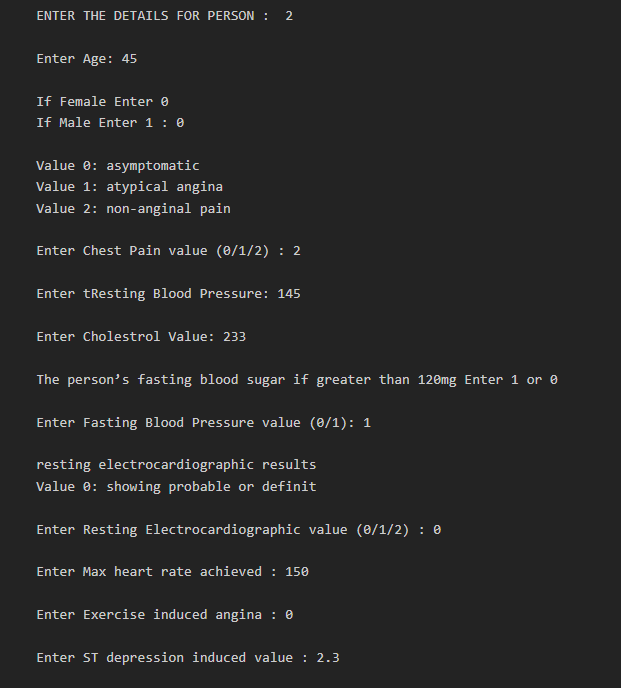 ENTER THE DETAILS FOR PERSON :  2
Enter Age: 45
If Female Enter 0
If Male Enter 1 : 0
Value 0: asymptomatic
Value 1: atypical angina
Value 2: non-anginal pain
Enter Chest Pain value (0/1/2) : 2
Enter tResting Blood Pressure: 145
Enter Cholestrol Value: 233
The person’s fasting blood sugar if greater than 120mg Enter 1 or 0
Enter Fasting Blood Pressure value (0/1): 1
resting electrocardiographic results
Value 0: showing probable or definit
Enter Resting Electrocardiographic value (0/1/2) : 0
Enter Max heart rate achieved : 150
Enter Exercise induced angina : 0
Enter ST depression induced value : 2.3